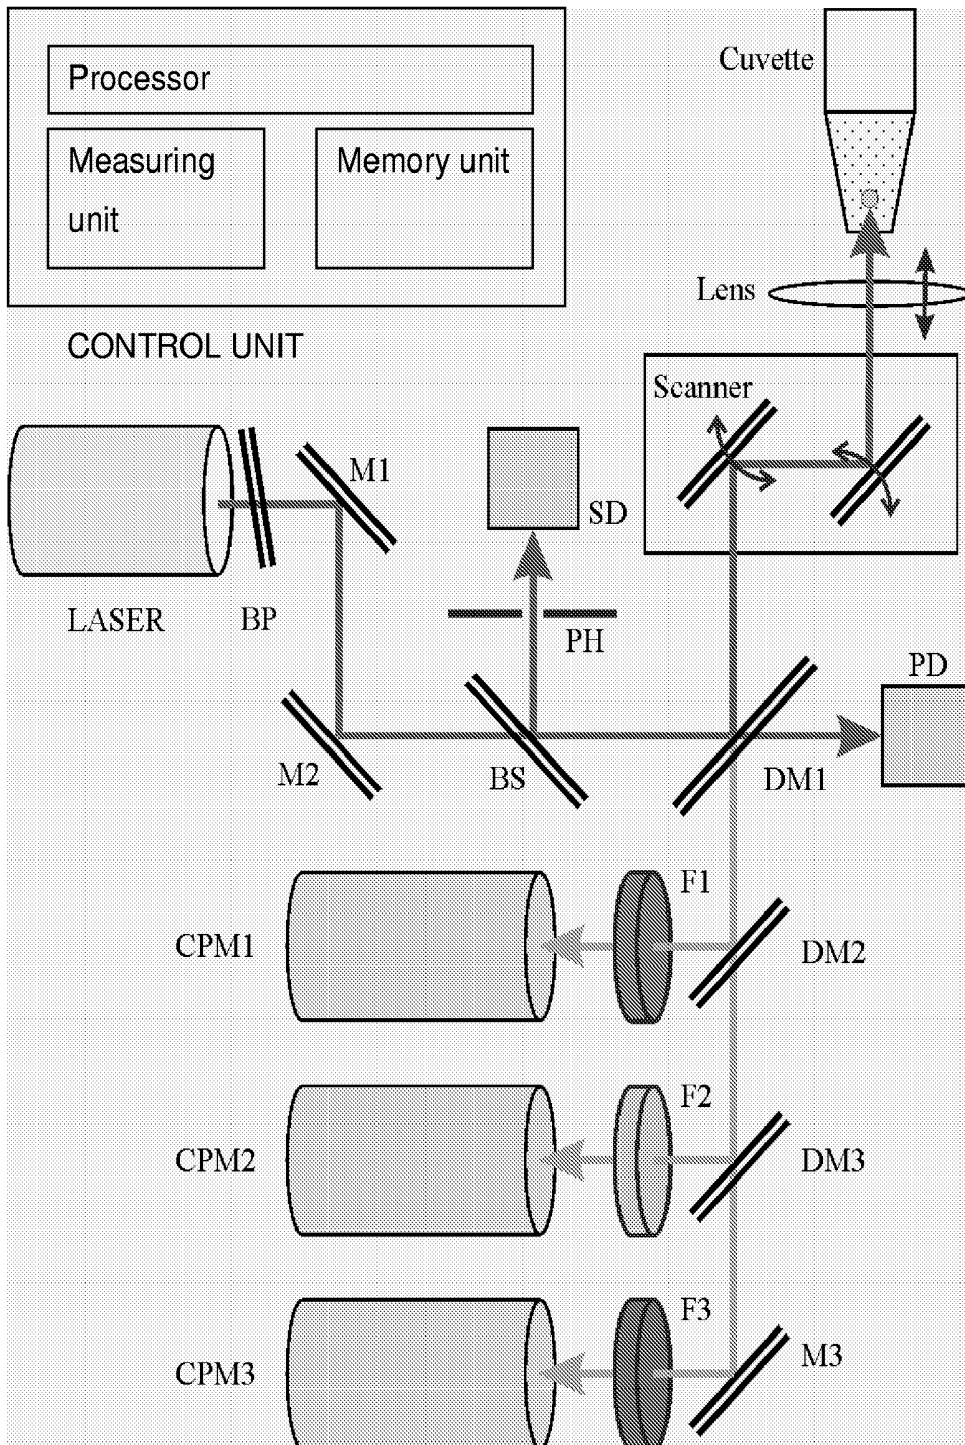 Processor
Measuring
unit
Memory unit
CONTROL UNIT
Cuvette
Lens
Scanner
M1
SD
LASER
BP
PH
PD
M2
BS
DM1
F1
CPM1
DM2
F2
CPM2
DM3
F3
CPM3
M3